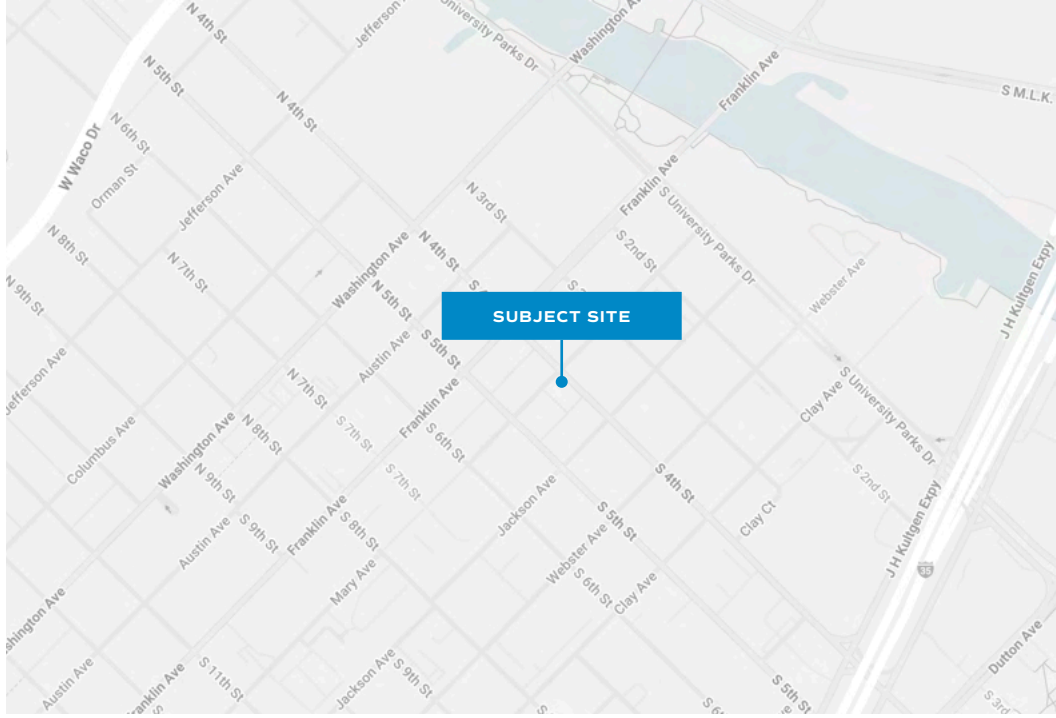 N 4th St
Jefferson
University Parks Dr
Washington A
Franklin Ave
S M.L.K.
N 5th St
N 4th St
N 6th St
W Waco Dr
Orman St
Jefferson Ave
N 3rd St
Franklin Ave
S University Parks Dr
N 8th St
N 7th St
Washington Ave
N 4th St
S 2nd St
Webster Ave
J H Kultgen Expy
N 9th St
N 5th St
SUBJECT SITE
Austin Ave
S 5th St
Jefferson Ave
N 7th St
Franklin Ave
Clay Ave
S University Parks Dr
Columbus Ave
Washington Ave
N 8th St
S 7th St
S 6th St
N 9th St
S 7th St
Jackson Ave
S 4th St
S 2nd St
Austin Ave
S 9th St
Franklin Ave
S 8th St
S 5th St
Clay Ct
J H Kultgen Expy
35
Mary Ave
Webster Ave
S 6th St
Clay Ave
shington Ave
Dutton Ave
Austin Ave
ranklin Ave
S 11th St
Jackson Ave
S 9th St
S 5th St
S 3rd